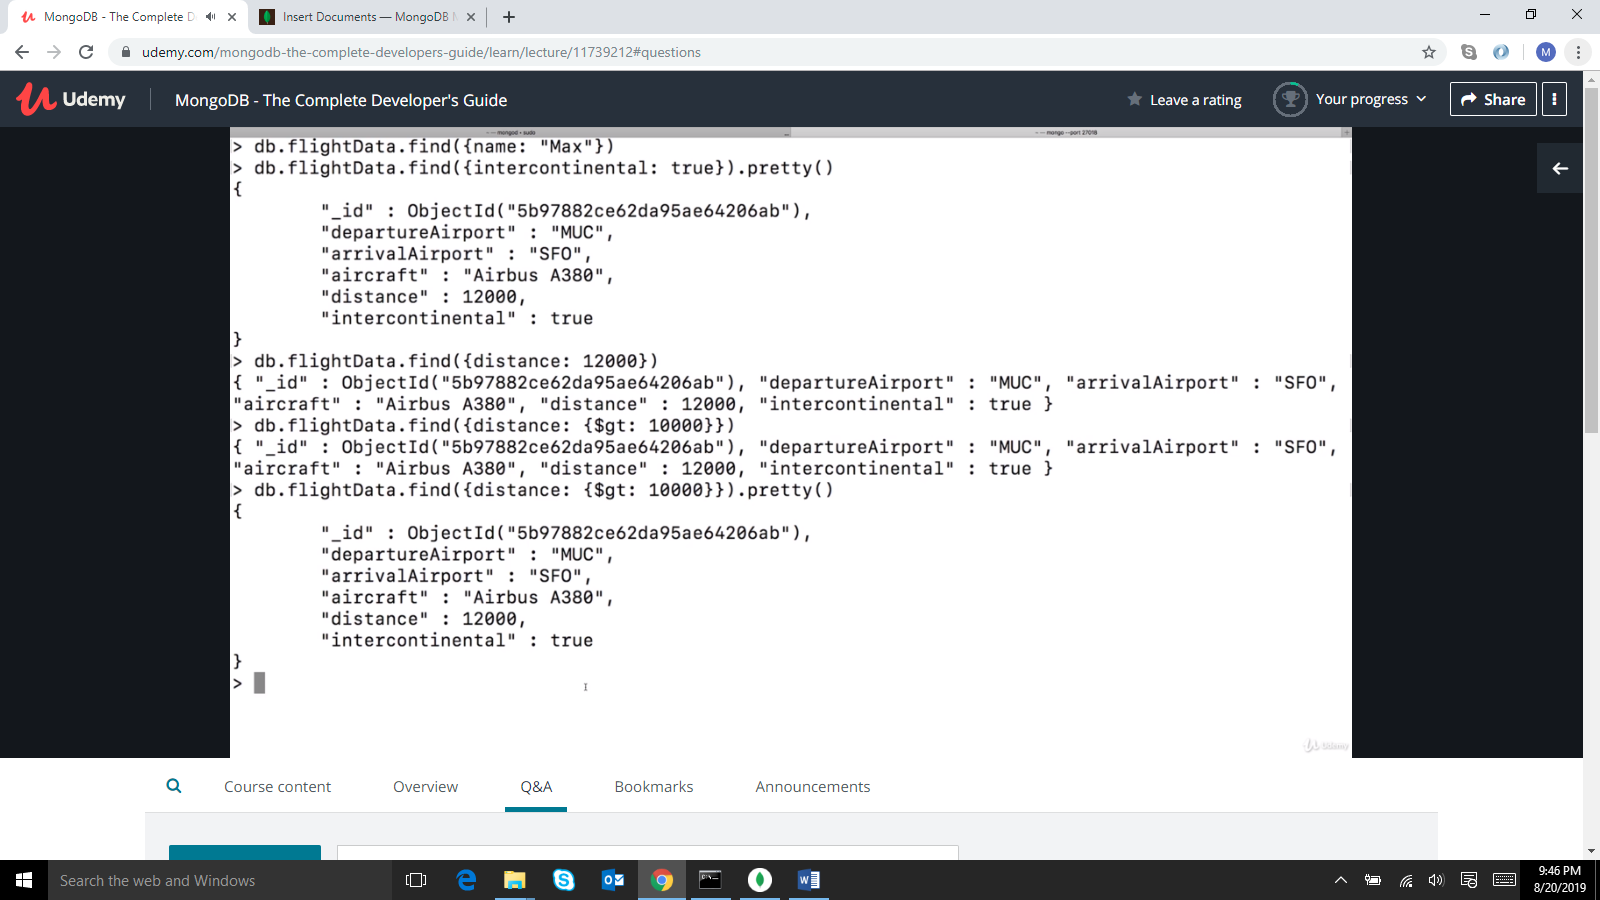 MongoDB - The Complete D
Insert Documents — MongoDB M
udemy.com/mongodb-the-complete-developers-guide/learn/lecture/11739212#questions
M
Udemy
MongoDB - The Complete Developer's Guide
Leave a rating
Your progress
Share
mongod • sudo
mongo --port 27018
> db.flightData.find({name: "Max"})
> db.flightData.find({intercontinental: true}).pretty()
{
"_id" : ObjectId("5b97882ce62da95ae64206ab"),
"departureAirport" : "MUC",
"arrivalAirport" : "SFO",
"aircraft" : "Airbus A380",
"distance" : 12000,
"intercontinental" : true
}
> db.flightData.find({distance: 12000})
{ "_id" : ObjectId("5b97882ce62da95ae64206ab"), "departureAirport" : "MUC", "arrivalAirport" : "SFO",
"aircraft" : "Airbus A380", "distance" : 12000, "intercontinental" : true }
> db.flightData.find({distance: {$gt: 10000}})
{ "_id" : ObjectId("5b97882ce62da95ae64206ab"), "departureAirport" : "MUC", "arrivalAirport" : "SFO",
"aircraft" : "Airbus A380", "distance" : 12000, "intercontinental" : true }
> db.flightData.find({distance: {$gt: 10000}}).pretty()
{
"_id" : ObjectId("5b97882ce62da95ae64206ab"),
"departureAirport" : "MUC",
"arrivalAirport" : "SFO",
"aircraft" : "Airbus A380",
"distance" : 12000,
"intercontinental" : true
}
>
Udemy
Course content
Overview
Q&A
Bookmarks
Announcements
Search the web and Windows
9:46 PM
8/20/2019